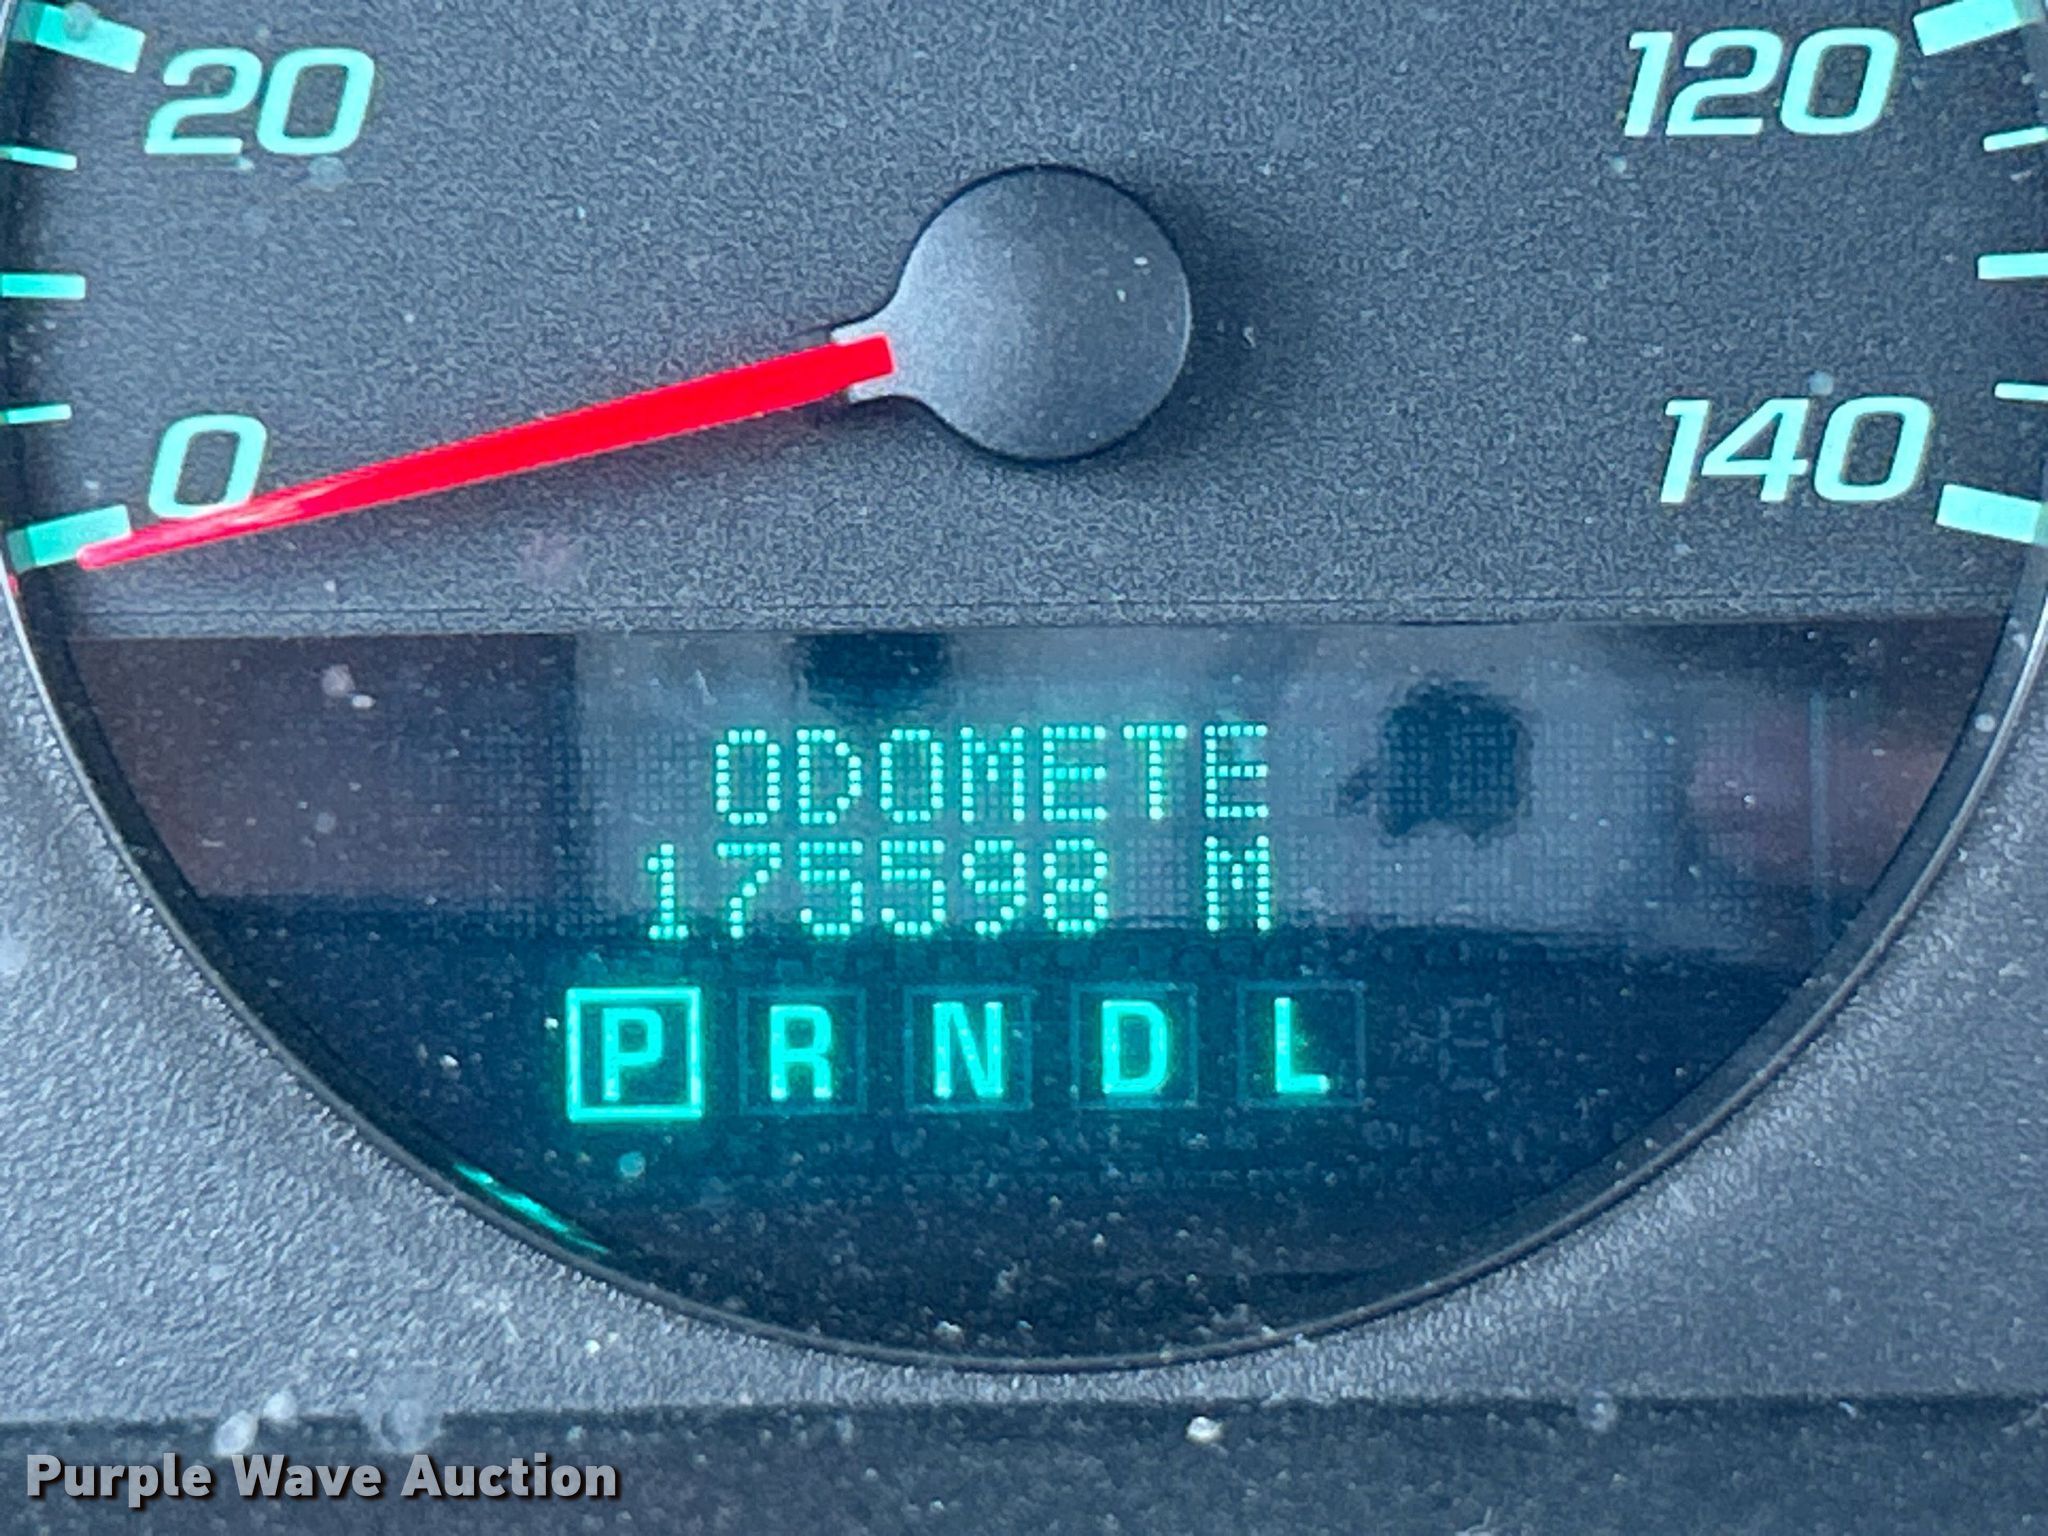 20
120
0
140
ODOMETE
175598 M
P R N D L
Purple Wave Auction